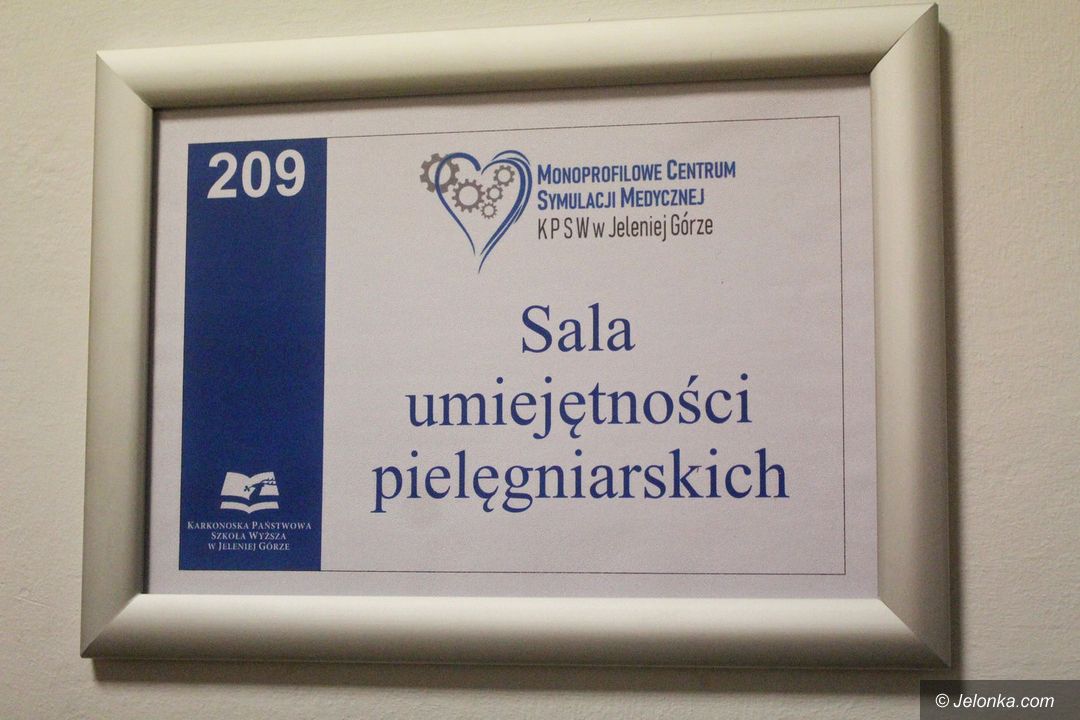 209
MONOPROFILOWE CENTRUM
SYMULACJI MEDYCZNEJ
KPSW w Jeleniej Górze
Sala
umiejętności
pielęgniarskich
KARKONOSKA PAŃSTWOWA
SZKOŁA WYŻSZA
W JELENIEJ GÓRZE
© Jelonka.com